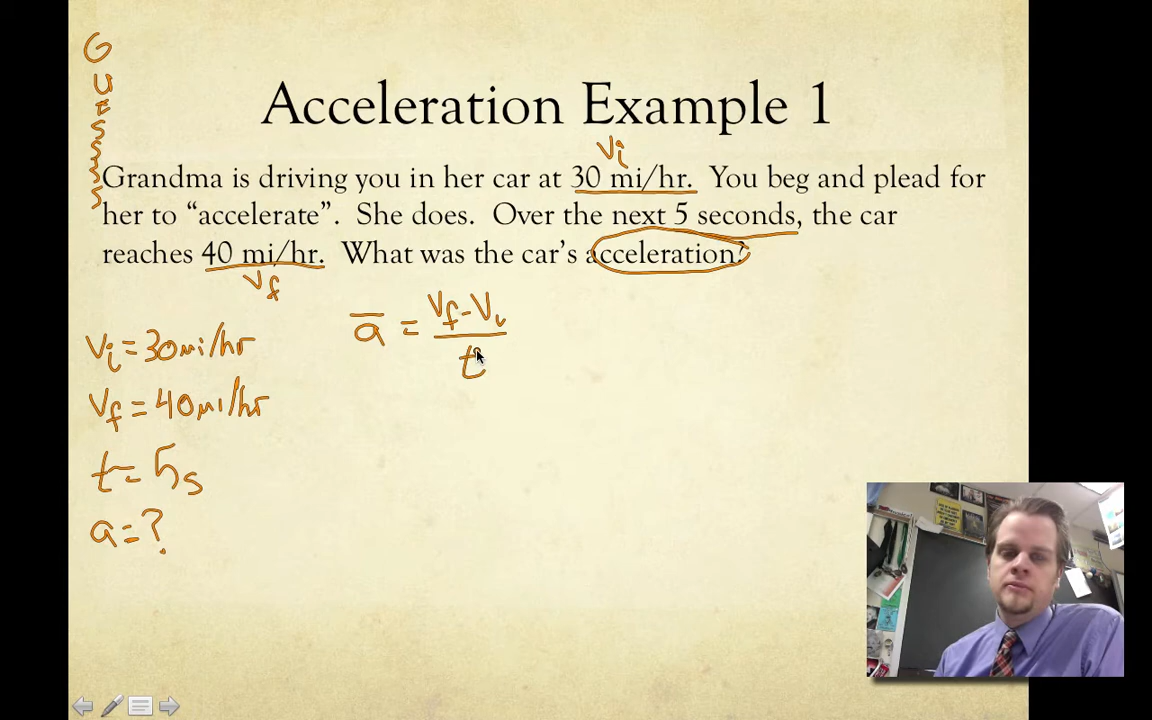 Acceleration Example 1
Vi
Grandma is driving you in her car at 30 mi/hr. You beg and plead for
her to “accelerate”. She does. Over the next 5 seconds, the car
reaches 40 mi/hr. What was the car’s acceleration?
Vf
Vi = 30mi/hr
Vf = 40mi/hr
t = 5s
a = ?
a̅ = Vf - Vi
t